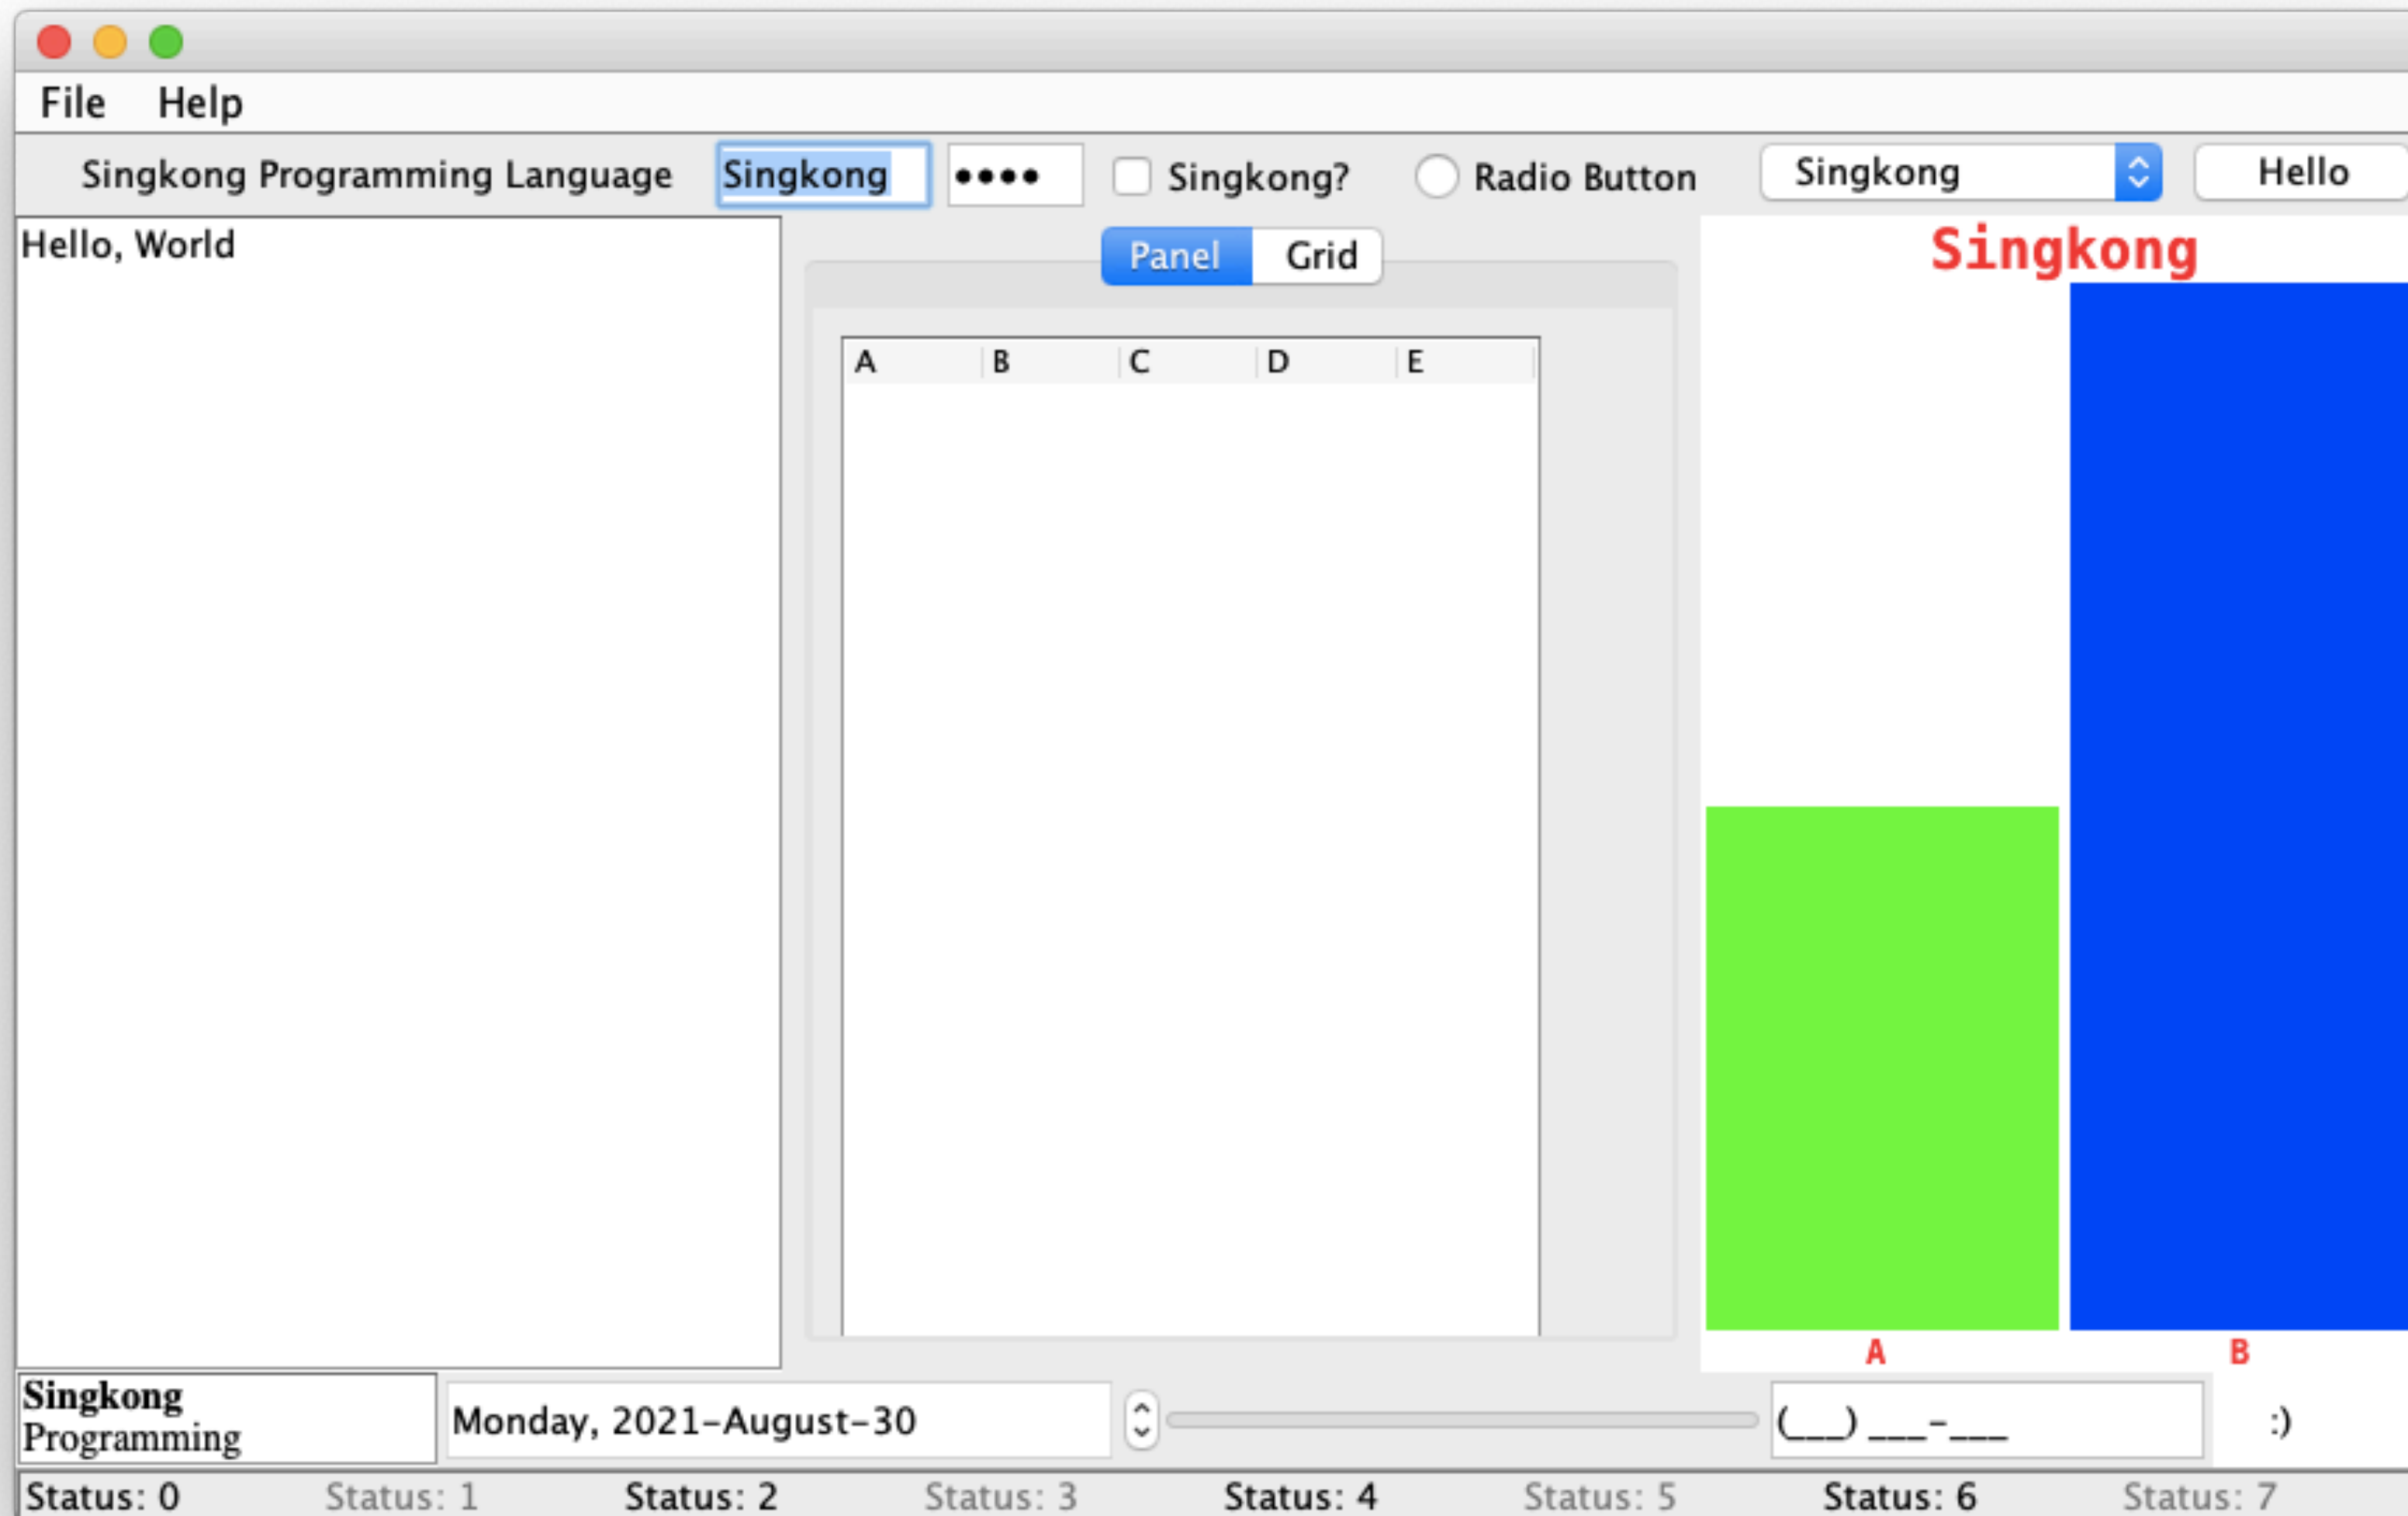 File Help
Singkong Programming Language Singkong •••• Singkong? Radio Button Singkong Hello
Hello, World
Panel Grid
A B C D E
Singkong
A B
Singkong
Programming
Monday, 2021-August-30
(___) ___-___
:)
Status: 0 Status: 1 Status: 2 Status: 3 Status: 4 Status: 5 Status: 6 Status: 7